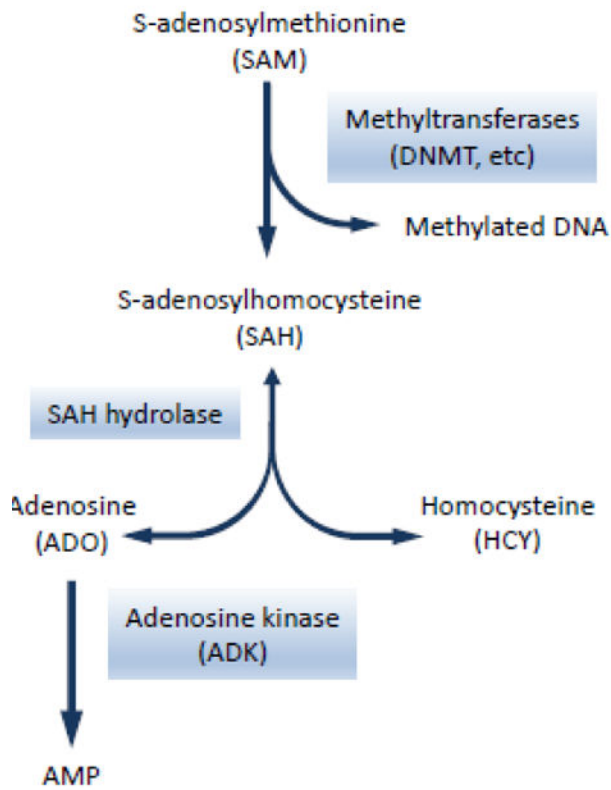 S-adenosylmethionine
(SAM)
Methyltransferases
(DNMT, etc)
Methylated DNA
S-adenosylhomocysteine
(SAH)
SAH hydrolase
Adenosine
(ADO)
Homocysteine
(HCY)
Adenosine kinase
(ADK)
AMP